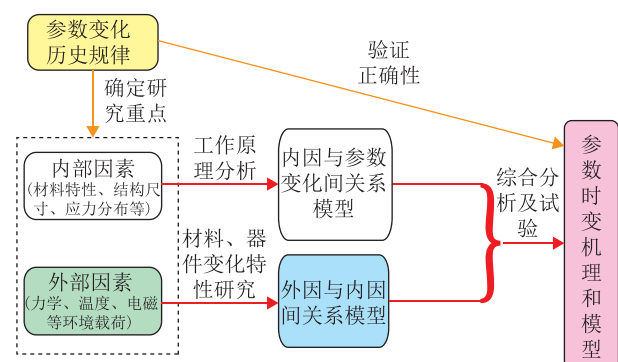 参数变化
历史规律
验证
正确性
确定研
究重点
内部因素
(材料特性、结构尺
寸、应力分布等)
工作原
理分析
内因与参数
变化间关系
模型
综合分
析及试
验
参数时变机理和模型
材料、器
件变化特
性研究
外部因素
(力学、温度、电磁
等环境载荷)
外因与内因
间关系模型